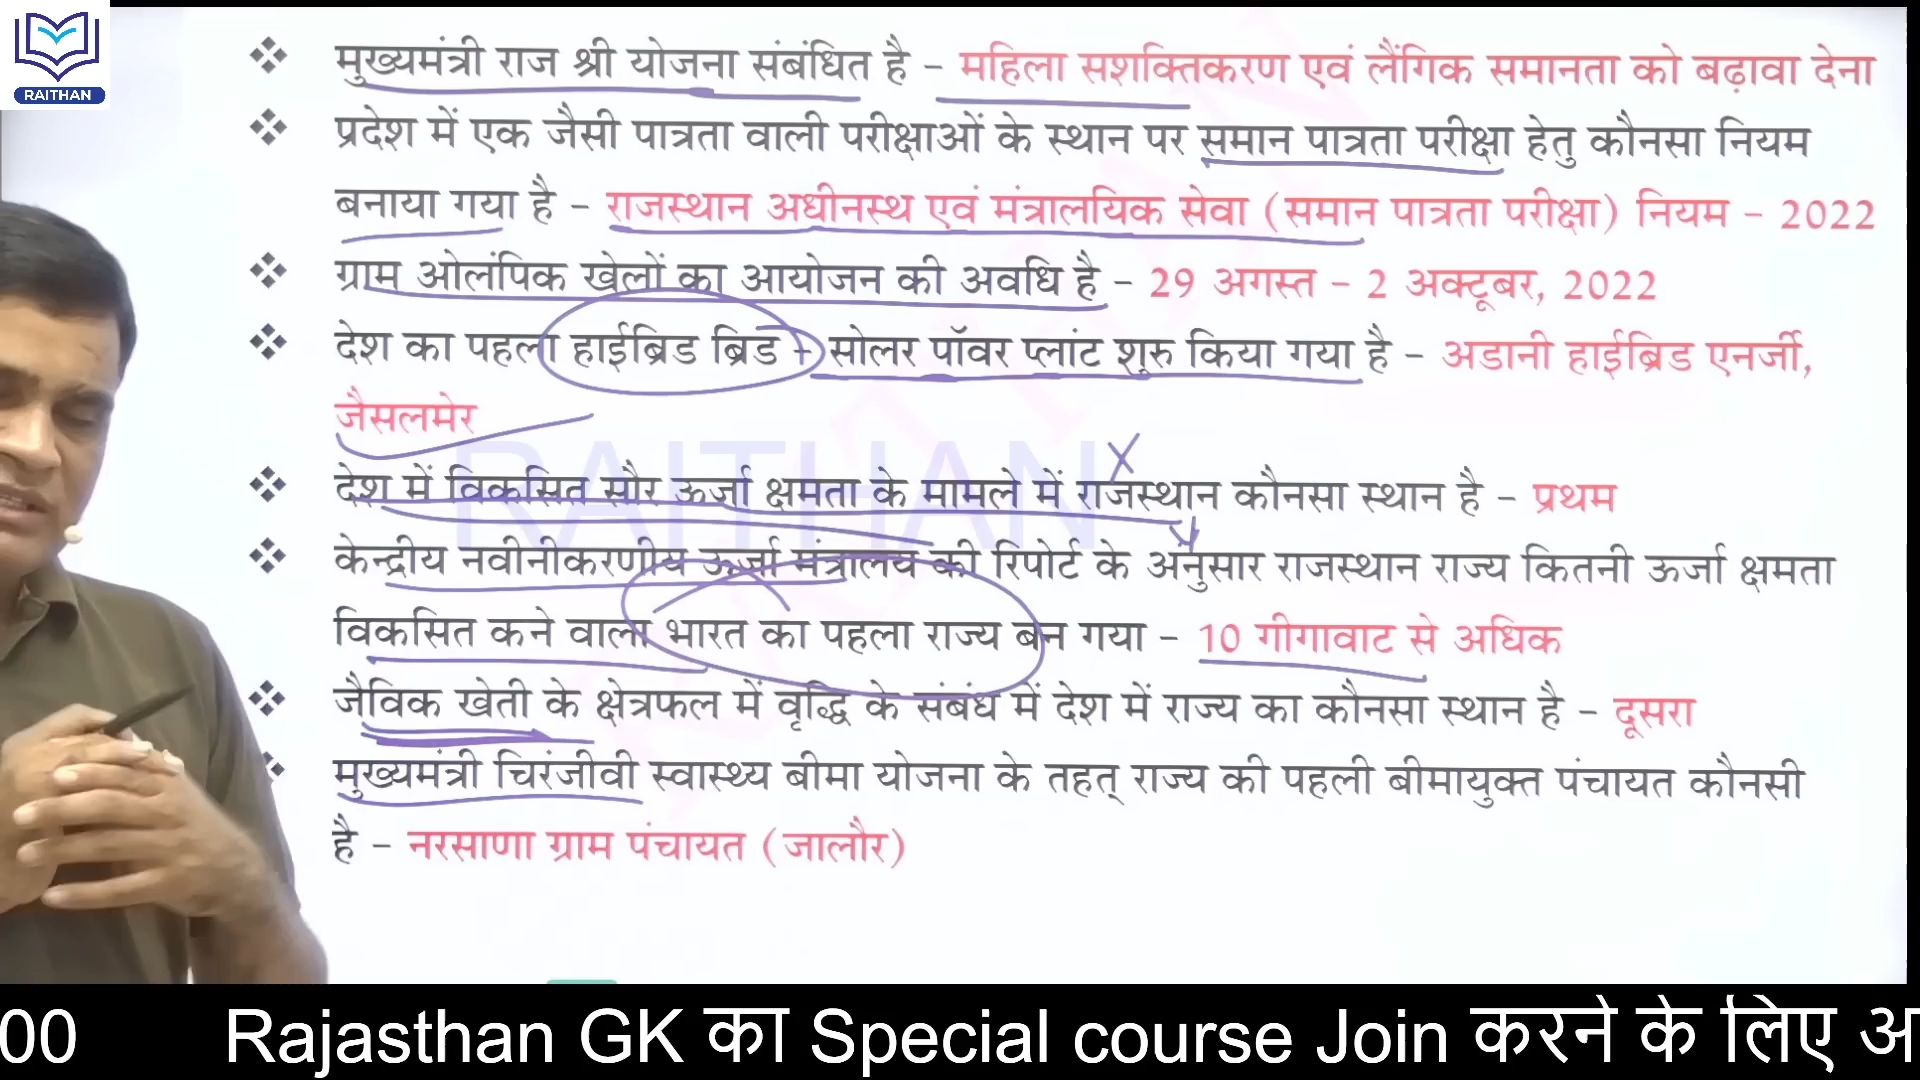 RAITHAN
❖ मुख्यमंत्री राज श्री योजना संबंधित है – महिला सशक्तिकरण एवं लैंगिक समानता को बढ़ावा देना
❖ प्रदेश में एक जैसी पात्रता वाली परीक्षाओं के स्थान पर समान पात्रता परीक्षा हेतु कौनसा नियम
बनाया गया है – राजस्थान अधीनस्थ एवं मंत्रालयिक सेवा (समान पात्रता परीक्षा) नियम – 2022
❖ ग्राम ओलंपिक खेलों का आयोजन की अवधि है – 29 अगस्त – 2 अक्टूबर, 2022
❖ देश का पहला हाईब्रिड ब्रिड + सोलर पॉवर प्लांट शुरु किया गया है – अडानी हाईब्रिड एनर्जी,
जैसलमेर
RAITHAN
❖ देश में विकसित सौर ऊर्जा क्षमता के मामले में राजस्थान कौनसा स्थान है – प्रथम
❖ केन्द्रीय नवीनीकरणीय ऊर्जा मंत्रालय की रिपोर्ट के अनुसार राजस्थान राज्य कितनी ऊर्जा क्षमता
विकसित कने वाला भारत का पहला राज्य बन गया – 10 गीगावाट से अधिक
❖ जैविक खेती के क्षेत्रफल में वृद्धि के संबंध में देश में राज्य का कौनसा स्थान है – दूसरा
❖ मुख्यमंत्री चिरंजीवी स्वास्थ्य बीमा योजना के तहत् राज्य की पहली बीमायुक्त पंचायत कौनसी
है – नरसाणा ग्राम पंचायत (जालौर)
00 Rajasthan GK का Special course Join करने के लिए अ